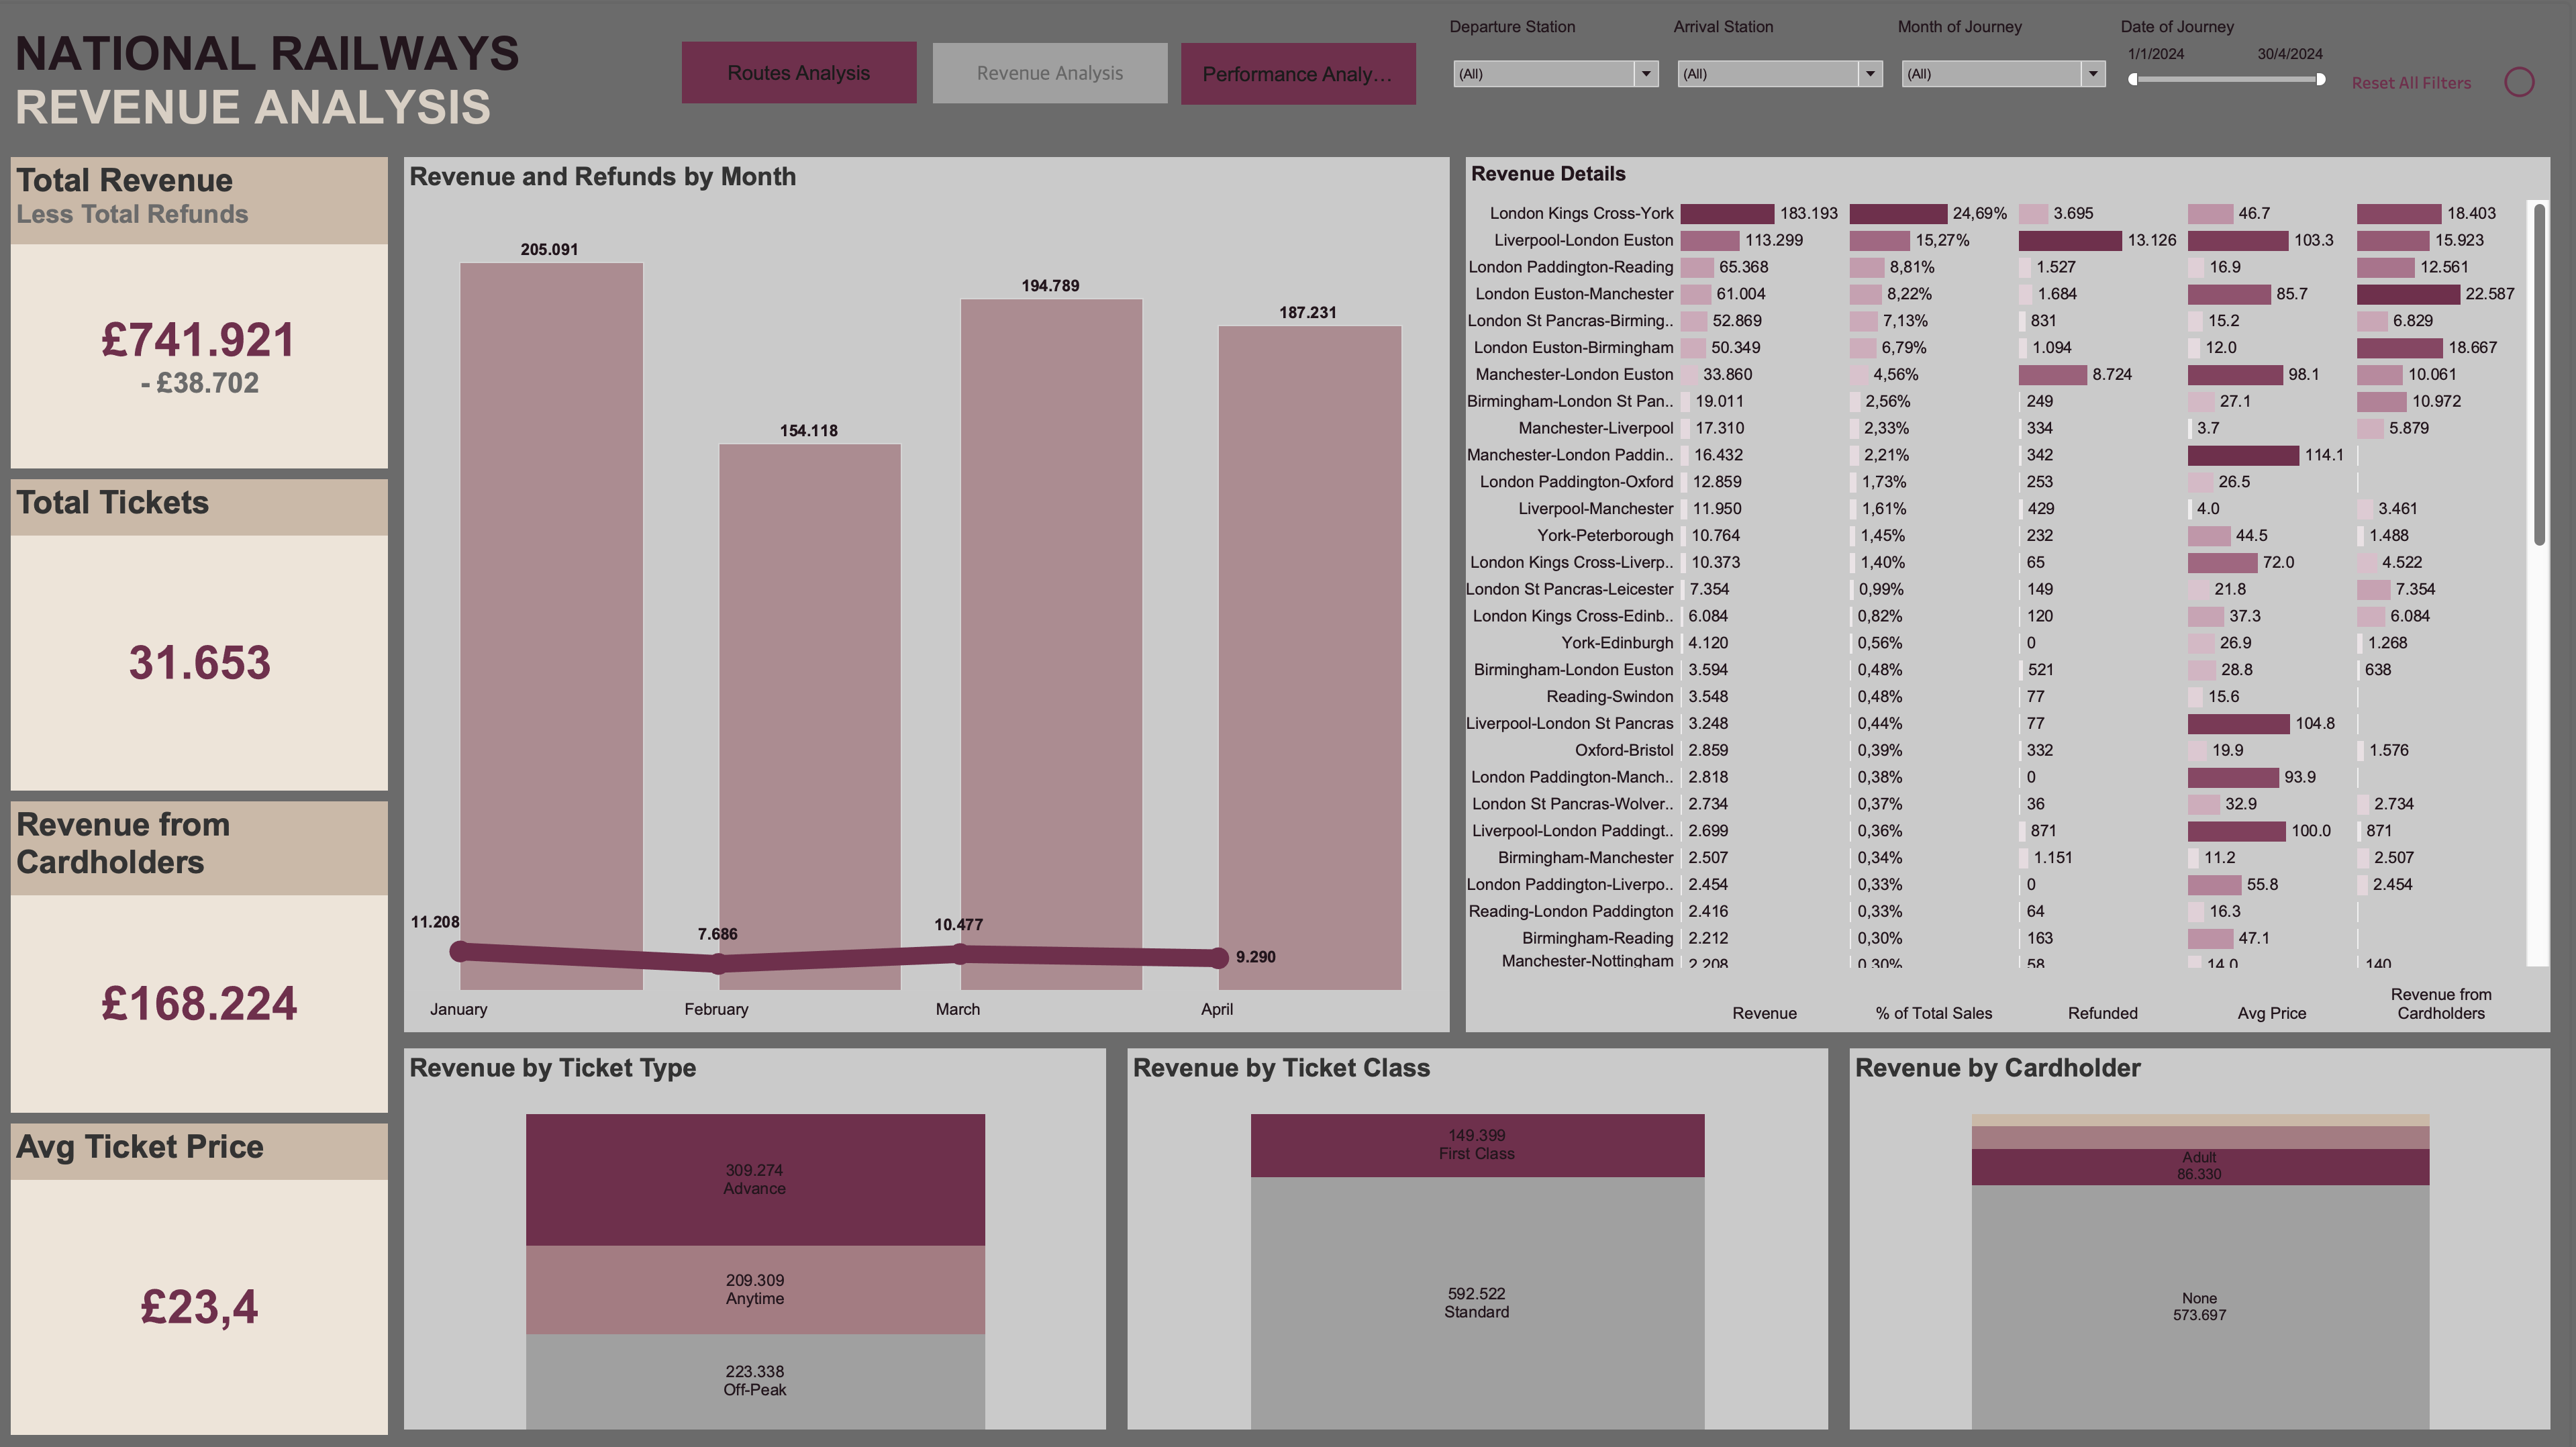 NATIONAL RAILWAYS
REVENUE ANALYSIS
Routes Analysis
Revenue Analysis
Performance Analy...
Departure Station
(All)
Arrival Station
(All)
Month of Journey
(All)
Date of Journey
1/1/2024 30/4/2024
Reset All Filters
Total Revenue
Less Total Refunds
£741.921
- £38.702
Total Tickets
31.653
Revenue from
Cardholders
£168.224
Avg Ticket Price
£23,4
Revenue and Refunds by Month
205.091
154.118
194.789
187.231
11.208
7.686
10.477
9.290
January February March April
Revenue Details
London Kings Cross-York 183.193 24,69% 3.695 46.7 18.403
Liverpool-London Euston 113.299 15,27% 13.126 103.3 15.923
London Paddington-Reading 65.368 8,81% 1.527 16.9 12.561
London Euston-Manchester 61.004 8,22% 1.684 85.7 22.587
London St Pancras-Birming.. 52.869 7,13% 831 15.2 6.829
London Euston-Birmingham 50.349 6,79% 1.094 12.0 18.667
Manchester-London Euston 33.860 4,56% 8.724 98.1 10.061
Birmingham-London St Pan.. 19.011 2,56% 249 27.1 10.972
Manchester-Liverpool 17.310 2,33% 334 3.7 5.879
Manchester-London Paddin.. 16.432 2,21% 342 114.1
London Paddington-Oxford 12.859 1,73% 253 26.5
Liverpool-Manchester 11.950 1,61% 429 4.0 3.461
York-Peterborough 10.764 1,45% 232 44.5 1.488
London Kings Cross-Liverp.. 10.373 1,40% 65 72.0 4.522
London St Pancras-Leicester 7.354 0,99% 149 21.8 7.354
London Kings Cross-Edinb.. 6.084 0,82% 120 37.3 6.084
York-Edinburgh 4.120 0,56% 0 26.9 1.268
Birmingham-London Euston 3.594 0,48% 521 28.8 638
Reading-Swindon 3.548 0,48% 77 15.6
Liverpool-London St Pancras 3.248 0,44% 77 104.8
Oxford-Bristol 2.859 0,39% 332 19.9 1.576
London Paddington-Manch.. 2.818 0,38% 0 93.9
London St Pancras-Wolver.. 2.734 0,37% 36 32.9 2.734
Liverpool-London Paddingt.. 2.699 0,36% 871 100.0 871
Birmingham-Manchester 2.507 0,34% 1.151 11.2 2.507
London Paddington-Liverpo.. 2.454 0,33% 0 55.8 2.454
Reading-London Paddington 2.416 0,33% 64 16.3
Birmingham-Reading 2.212 0,30% 163 47.1
Manchester-Nottingham 2.208 0,30% 58 14.0 140
Revenue % of Total Sales Refunded Avg Price Revenue from
Cardholders
Revenue by Ticket Type
309.274
Advance
209.309
Anytime
223.338
Off-Peak
Revenue by Ticket Class
149.399
First Class
592.522
Standard
Revenue by Cardholder
Adult
86.330
None
573.697